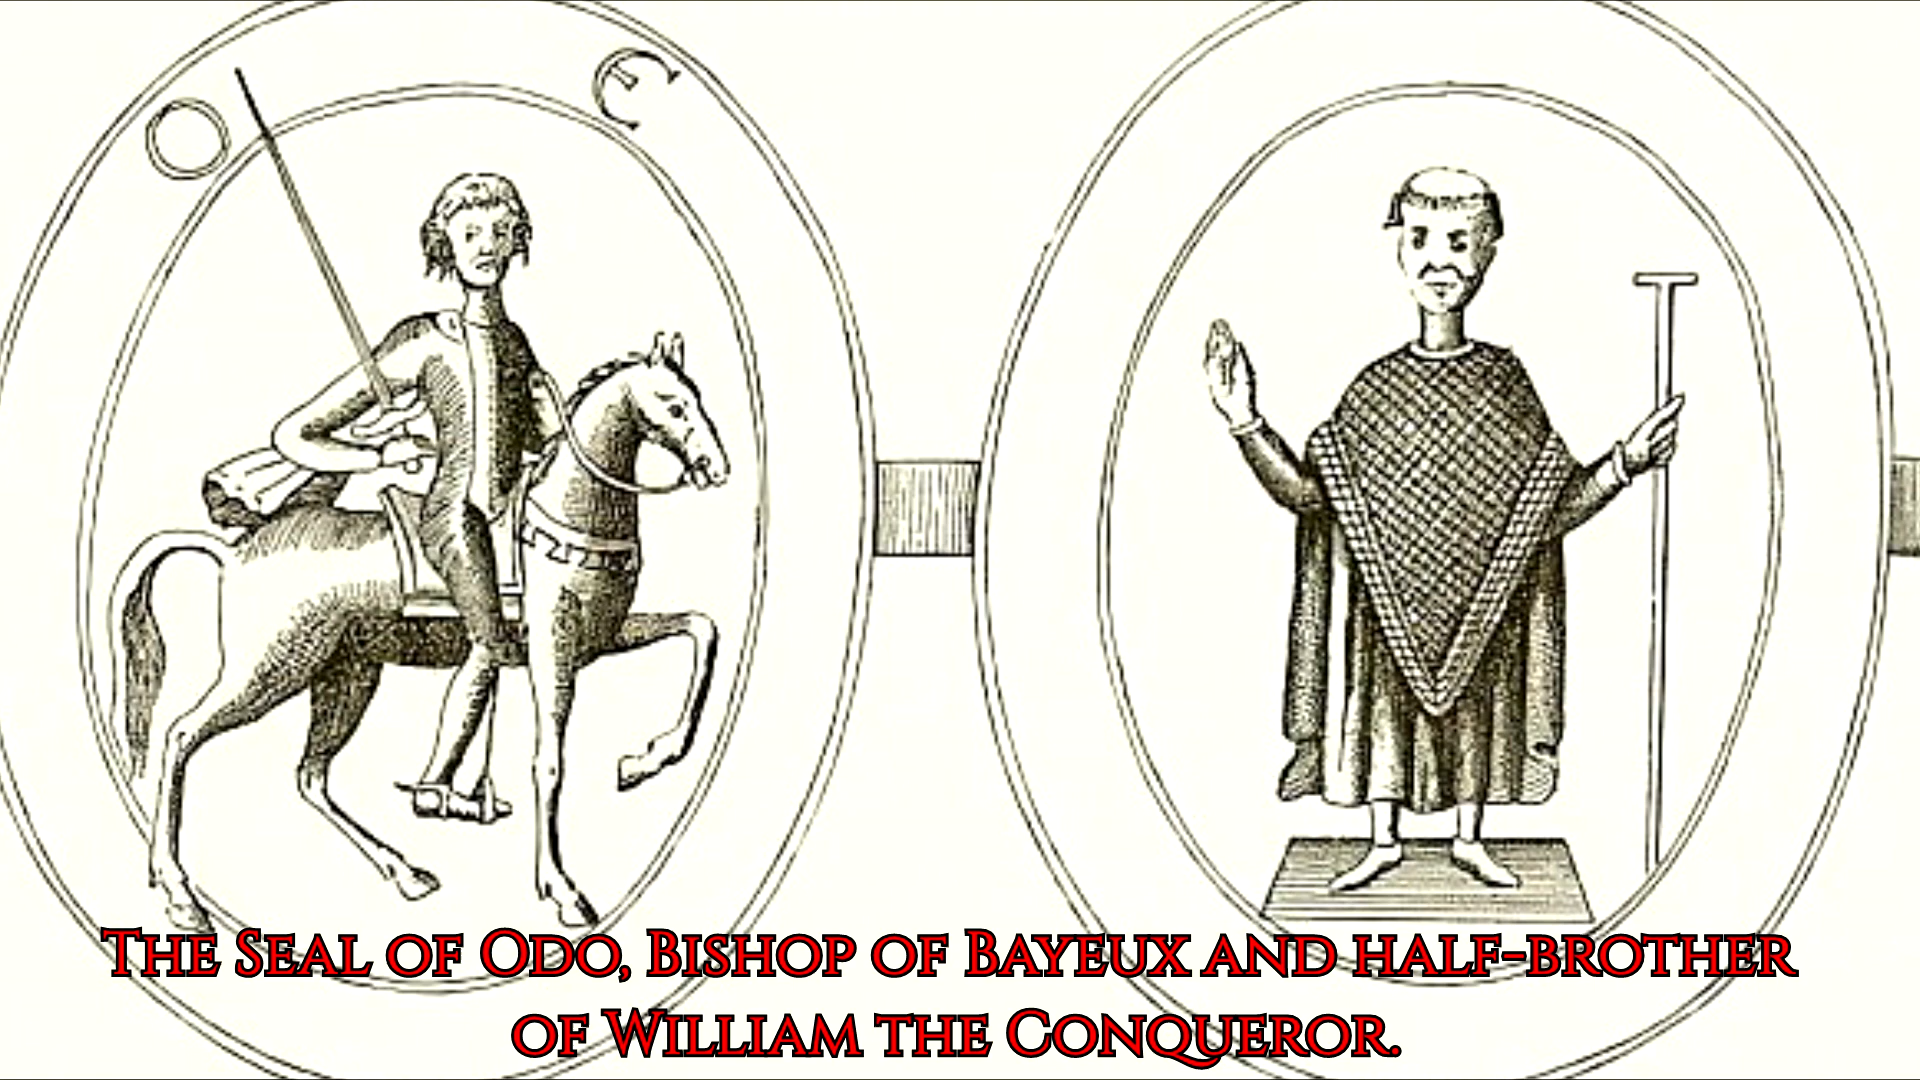 O E
The Seal of Odo, Bishop of Bayeux and half-brother
of William the Conqueror.